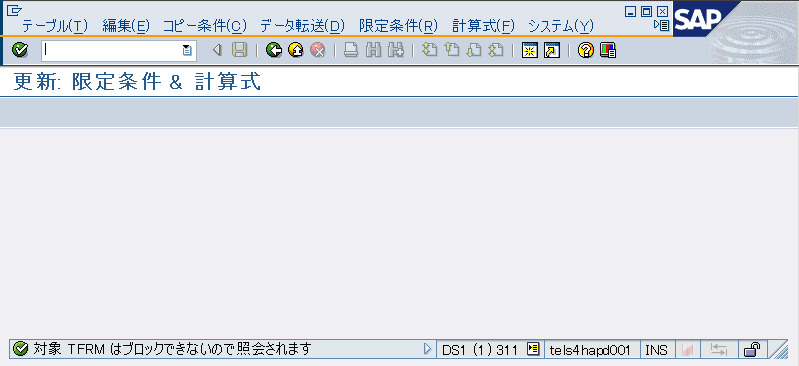 テーブル(T) 編集(E) コピー条件(C) データ転送(D) 限定条件(R) 計算式(F) システム(Y)
SAP
更新: 限定条件 & 計算式
対象 TFRM はブロックできないので照会されます
DS1 (1) 311
tels4hapd001
INS